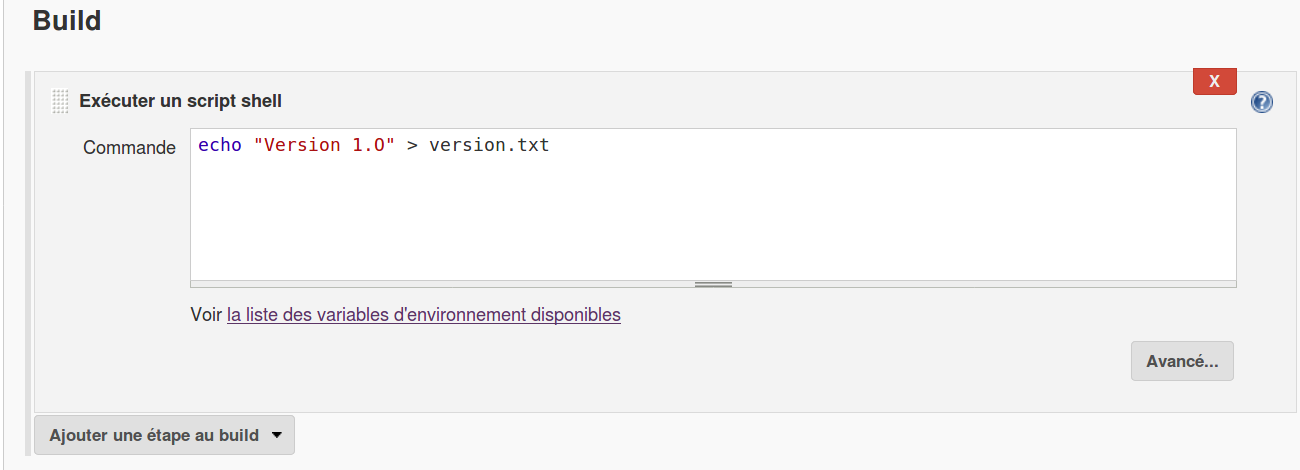 Build
X
Exécuter un script shell
?
Commande
echo "Version 1.O" > version.txt
Voir la liste des variables d'environnement disponibles
Avancé...
Ajouter une étape au build